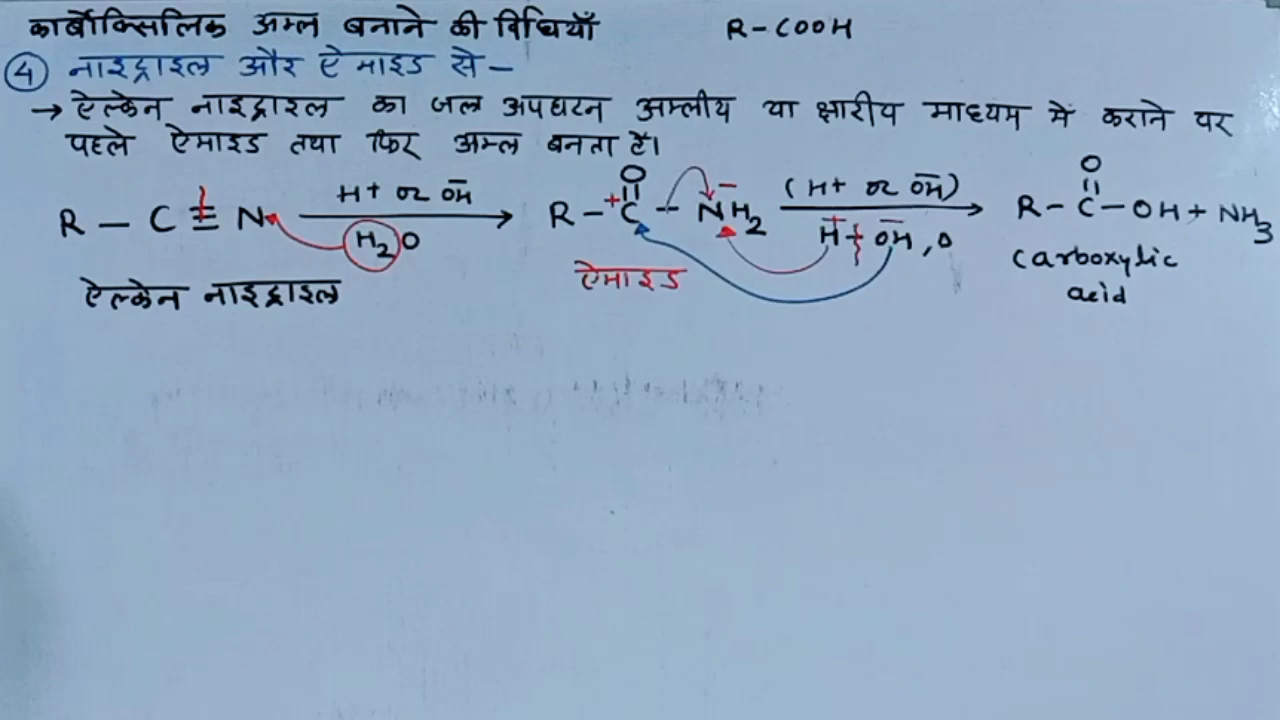 कार्बोक्सिलिक अम्ल बनाने की विधियाँ R-COOH
④ नाइट्राइल और ऐमाइड से -
→ ऐल्केन नाइट्राइल का जल अपघटन अम्लीय या क्षारीय माध्यम में कराने पर
पहले ऐमाइड तथा फिर अम्ल बनता है।
O O
H+ or OH̄ (H+ or OH̄)
R - C ≡ N → R - C - NH₂ → R - C - OH + NH₃
H₂O H + OH̄, Δ
ऐल्केन नाइट्राइल ऐमाइड carboxylic
acid